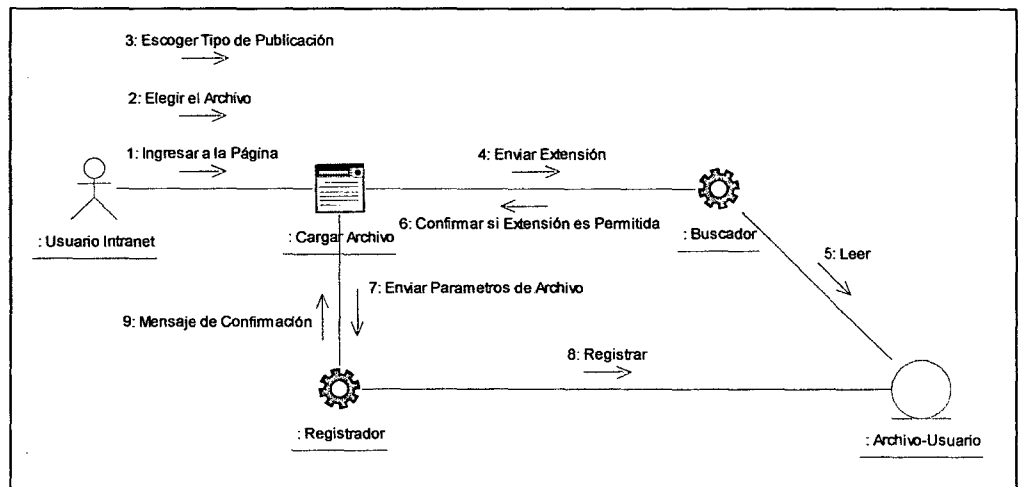 3: Escoger Tipo de Publicación
2: Elegir el Archivo
1: Ingresar a la Página
4: Enviar Extensión
6: Confirmar si Extensión es Permitida
: Usuario Intranet
: Cargar Archivo
: Buscador
5: Leer
7: Enviar Parametros de Archivo
9: Mensaje de Confirmación
8: Registrar
: Registrador
: Archivo-Usuario